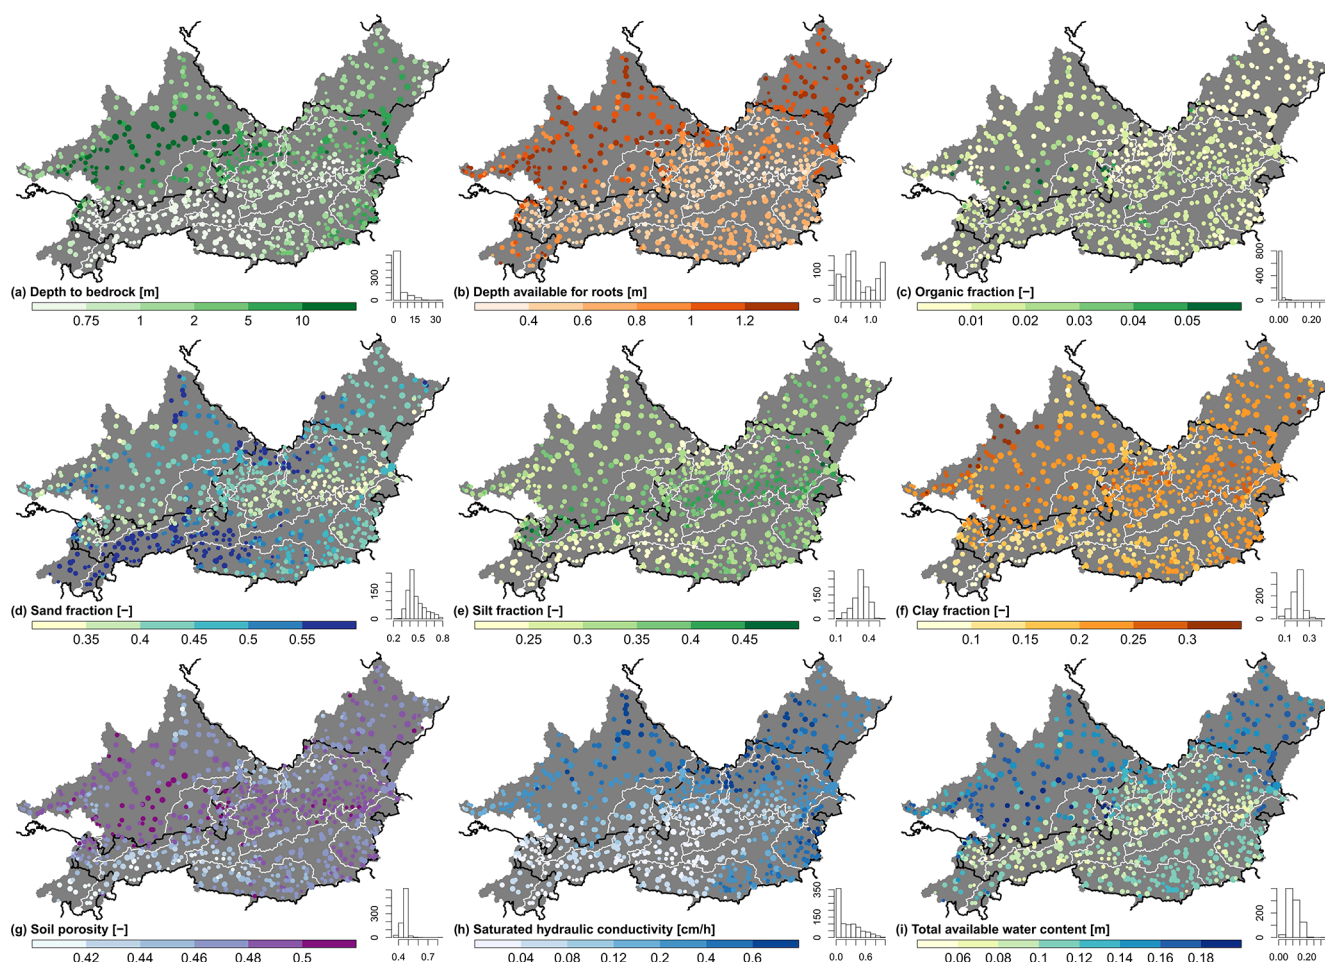 300
0
0 15 30
(a) Depth to bedrock [m]
0.75 1 2 5 10
100
0
0.4 1.0
(b) Depth available for roots [m]
0.4 0.6 0.8 1 1.2
800
400
0
0.00 0.20
(c) Organic fraction [−]
0.01 0.02 0.03 0.04 0.05
150
0
0.2 0.5 0.8
(d) Sand fraction [−]
0.35 0.4 0.45 0.5 0.55
150
0
0.1 0.4
(e) Silt fraction [−]
0.25 0.3 0.35 0.4 0.45
200
0
0.1 0.3
(f) Clay fraction [−]
0.1 0.15 0.2 0.25 0.3
300
0
0.4 0.7
(g) Soil porosity [−]
0.42 0.44 0.46 0.48 0.5
350
150
0
0.0 0.6
(h) Saturated hydraulic conductivity [cm/h]
0.04 0.08 0.12 0.2 0.4 0.6
200
0
0.00 0.20
(i) Total available water content [m]
0.06 0.08 0.1 0.12 0.14 0.16 0.18